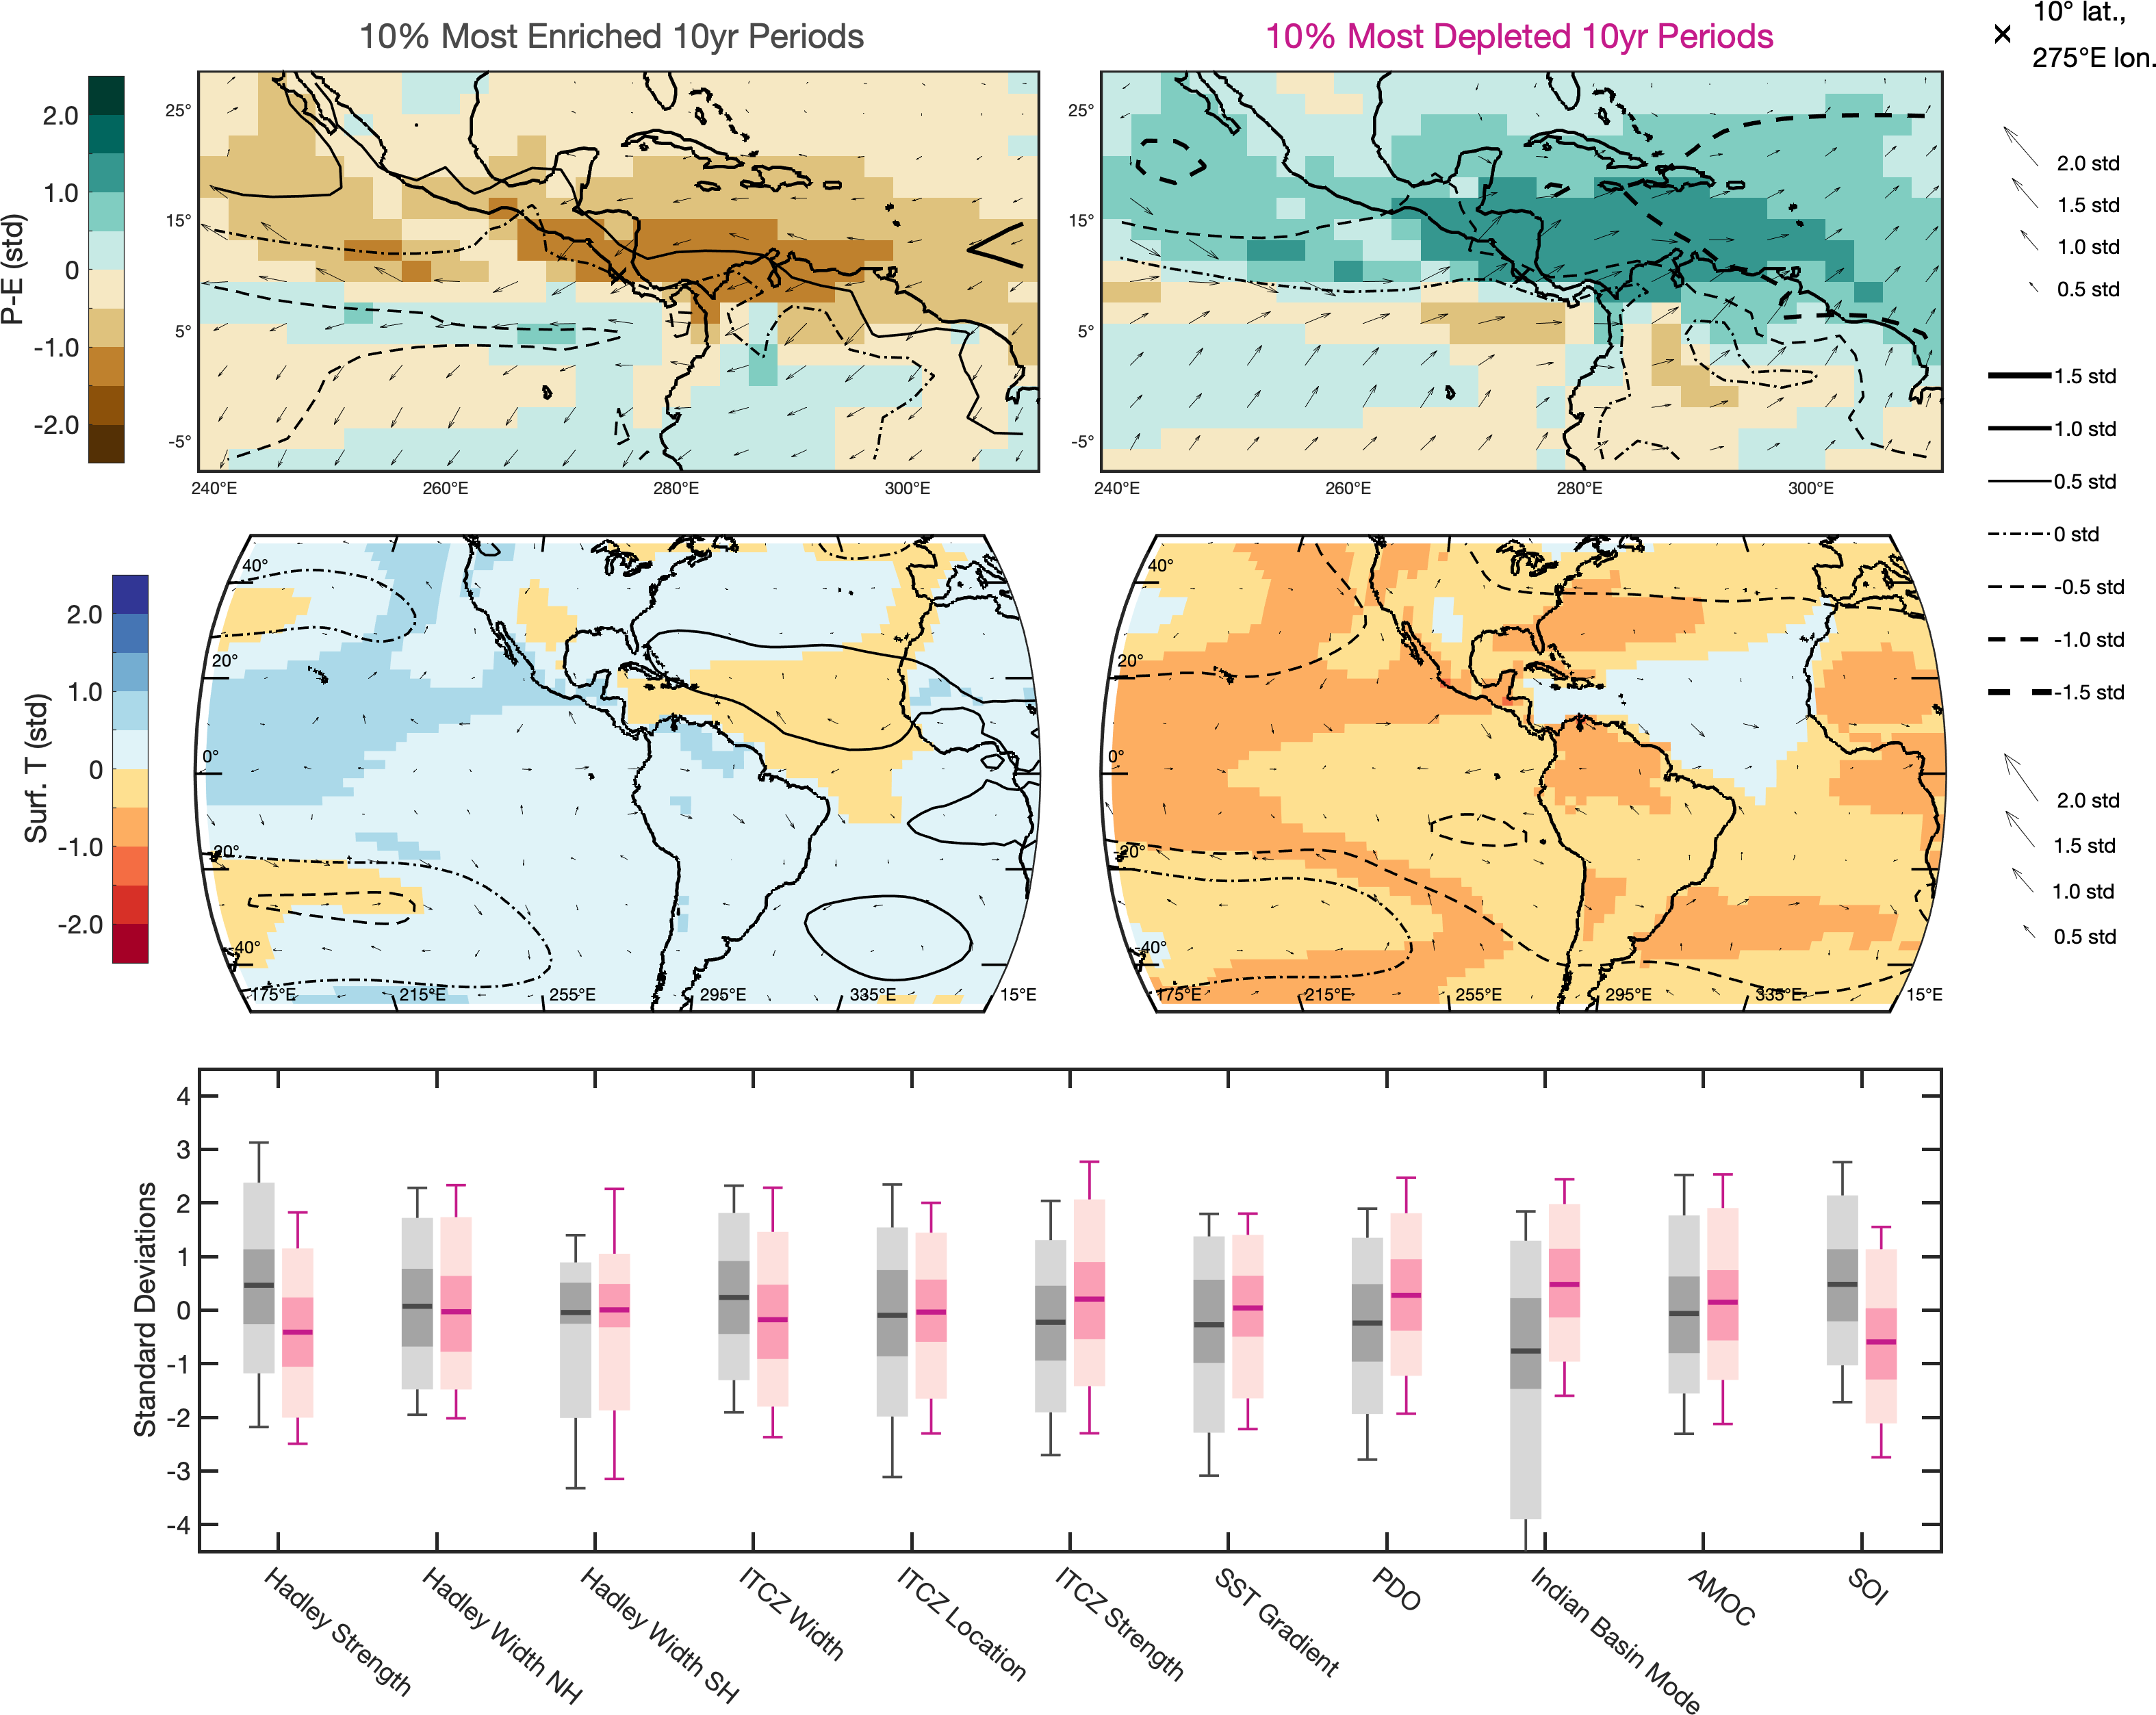 10% Most Enriched 10yr Periods
10% Most Depleted 10yr Periods
10° lat.,
275°E lon.
P-E (std)
2.0
1.0
0
-1.0
-2.0
25°
15°
5°
-5°
240°E
260°E
280°E
300°E
25°
15°
5°
-5°
240°E
260°E
280°E
300°E
2.0 std
1.5 std
1.0 std
0.5 std
1.5 std
1.0 std
0.5 std
0 std
-0.5 std
-1.0 std
-1.5 std
2.0 std
1.5 std
1.0 std
0.5 std
Surf. T (std)
2.0
1.0
0
-1.0
-2.0
40°
20°
0°
-20°
-40°
175°E
215°E
255°E
295°E
335°E
15°E
40°
20°
0°
-20°
-40°
175°E
215°E
255°E
295°E
335°E
15°E
Standard Deviations
4
3
2
1
0
-1
-2
-3
-4
Hadley Strength
Hadley Width NH
Hadley Width SH
ITCZ Width
ITCZ Location
ITCZ Strength
SST Gradient
PDO
Indian Basin Mode
AMOC
SOI